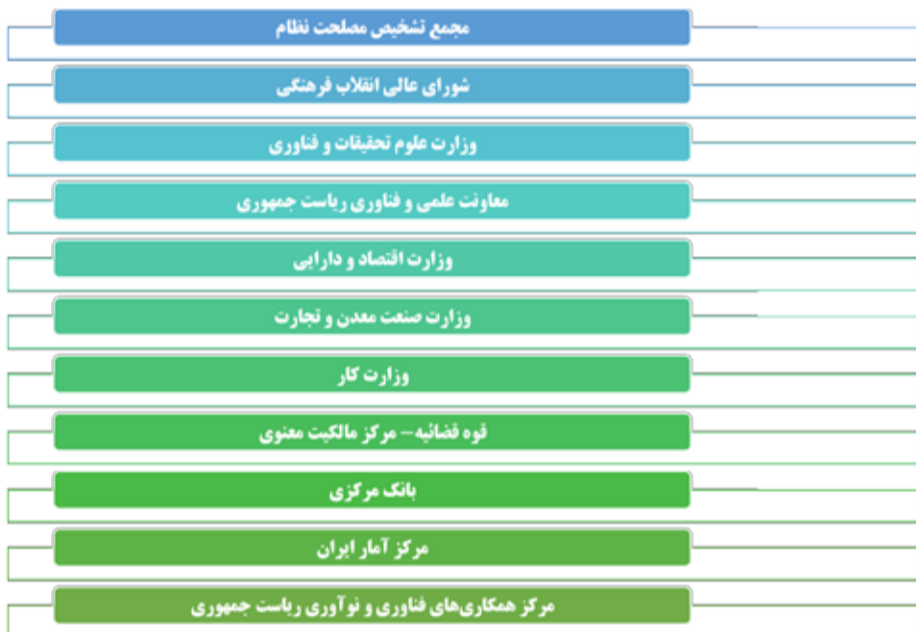 مجمع تشخیص مصلحت نظام
شورای عالی انقلاب فرهنگی
وزارت علوم تحقیقات و فناوری
معاونت علمی و فناوری ریاست جمهوری
وزارت اقتصاد و دارایی
وزارت صنعت معدن و تجارت
وزارت کار
قوه قضائیه– مرکز مالکیت معنوی
بانک مرکزی
مرکز آمار ایران
مرکز همکاری‌های فناوری و نوآوری ریاست جمهوری